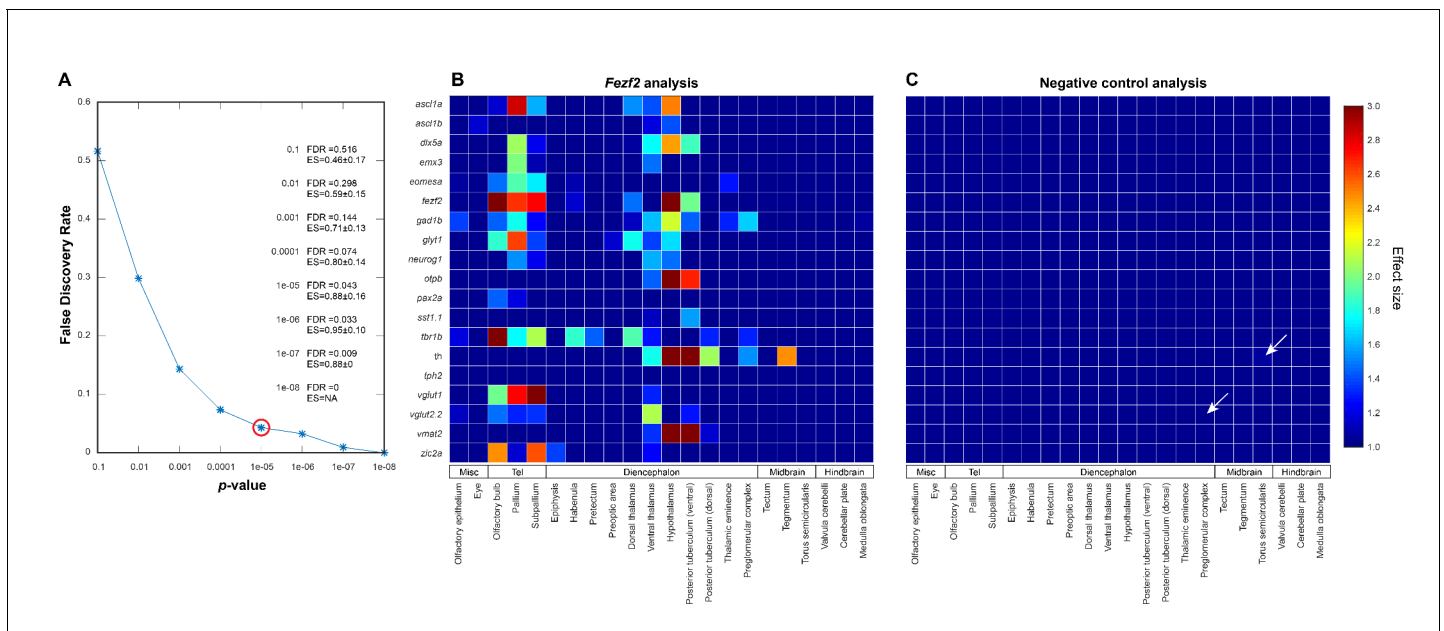 A
0.6
0.5
0.4
0.3
0.2
0.1
0
False Discovery Rate
0.1 FDR =0.516
ES=0.46±0.17
0.01 FDR =0.298
ES=0.59±0.15
0.001 FDR =0.144
ES=0.71±0.13
0.0001 FDR =0.074
ES=0.80±0.14
1e-05 FDR =0.043
ES=0.88±0.16
1e-06 FDR =0.033
ES=0.95±0.10
1e-07 FDR =0.009
ES=0.88±0
1e-08 FDR =0
ES=NA
0.1 0.01 0.001 0.0001 1e-05 1e-06 1e-07 1e-08
p-value
B
Fezf2 analysis
ascl1a
ascl1b
dlx5a
emx3
eomesa
fezf2
gad1b
glyt1
neurog1
otpb
pax2a
sst1.1
tbr1b
th
tph2
vglut1
vglut2.2
vmat2
zic2a
Misc Tel Diencephalon Midbrain Hindbrain
Olfactory epithelium
Eye
Olfactory bulb
Pallium
Subpallium
Epiphysis
Habenula
Pretectum
Preoptic area
Dorsal thalamus
Ventral thalamus
Hypothalamus
Posterior tuberculum (ventral)
Posterior tuberculum (dorsal)
Thalamic eminence
Preglomerular complex
Tectum
Tegmentum
Torus semicircularis
Valvula cerebelli
Cerebellar plate
Medulla oblongata
C
Negative control analysis
Misc Tel Diencephalon Midbrain Hindbrain
Olfactory epithelium
Eye
Olfactory bulb
Pallium
Subpallium
Epiphysis
Habenula
Pretectum
Preoptic area
Dorsal thalamus
Ventral thalamus
Hypothalamus
Posterior tuberculum (ventral)
Posterior tuberculum (dorsal)
Thalamic eminence
Preglomerular complex
Tectum
Tegmentum
Torus semicircularis
Valvula cerebelli
Cerebellar plate
Medulla oblongata
3.0
2.8
2.6
2.4
2.2
2.0
1.8
1.6
1.4
1.2
1.0
Effect size